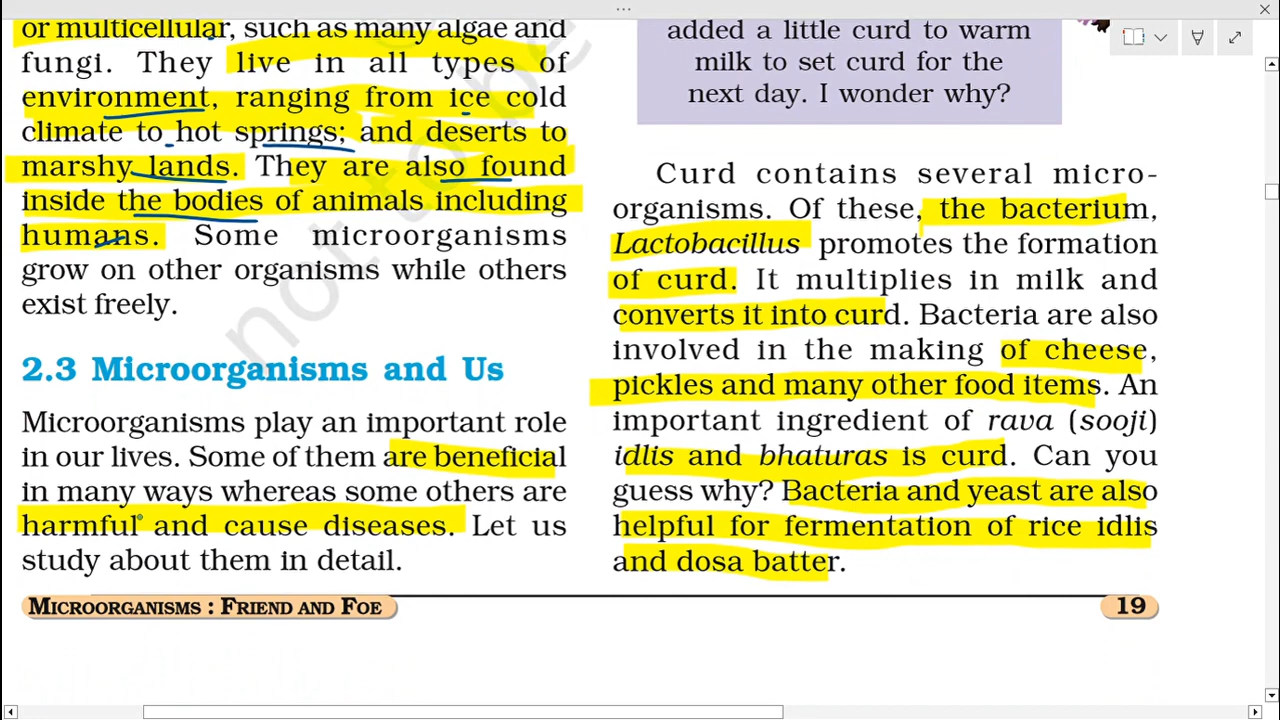 or multicellular, such as many algae and
fungi. They live in all types of
environment, ranging from ice cold
climate to hot springs; and deserts to
marshy lands. They are also found
inside the bodies of animals including
humans. Some microorganisms
grow on other organisms while others
exist freely.
2.3 Microorganisms and Us
Microorganisms play an important role
in our lives. Some of them are beneficial
in many ways whereas some others are
harmful and cause diseases. Let us
study about them in detail.
added a little curd to warm
milk to set curd for the
next day. I wonder why?
Curd contains several micro-
organisms. Of these, the bacterium,
Lactobacillus promotes the formation
of curd. It multiplies in milk and
converts it into curd. Bacteria are also
involved in the making of cheese,
pickles and many other food items. An
important ingredient of rava (sooji)
idlis and bhaturas is curd. Can you
guess why? Bacteria and yeast are also
helpful for fermentation of rice idlis
and dosa batter.
MICROORGANISMS : FRIEND AND FOE
19
not to be